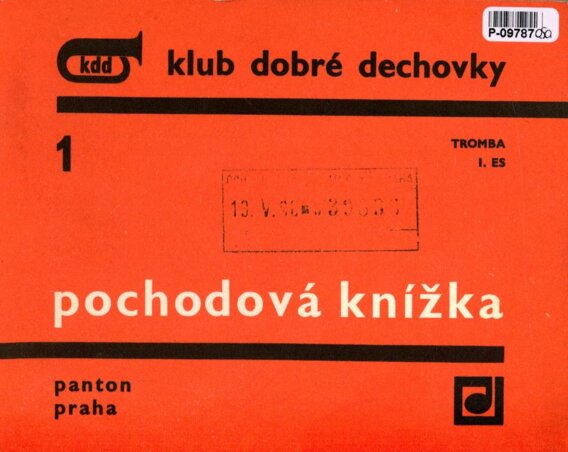 P-09787
kdd
klub dobré dechovky
1
TROMBA
I. ES
pochodová knížka
panton
praha